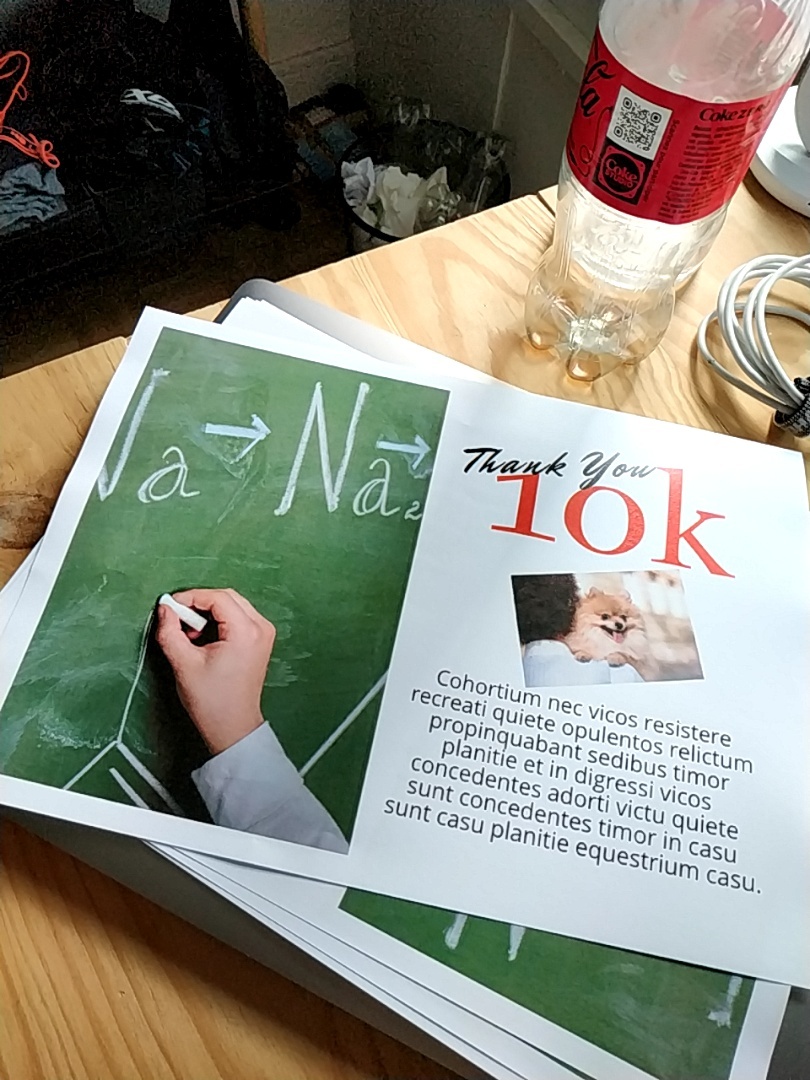 Na → Na₂
Thank You
10k
Cohortium nec vicos resistere
recreati quiete opulentos relictum
propinquabant sedibus timor
planitie et in digressi vicos
concedentes adorti victu quiete
sunt concedentes timor in casu
sunt casu planitie equestrium casu.
Coke